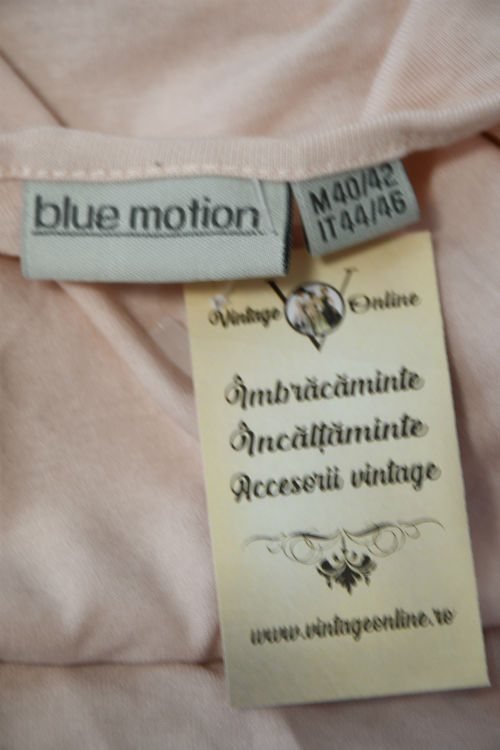 blue motion
M40/42
IT44/46
Vintage Online
Îmbrăcăminte
Încălțăminte
Accesorii vintage
www.vintageonline.ro